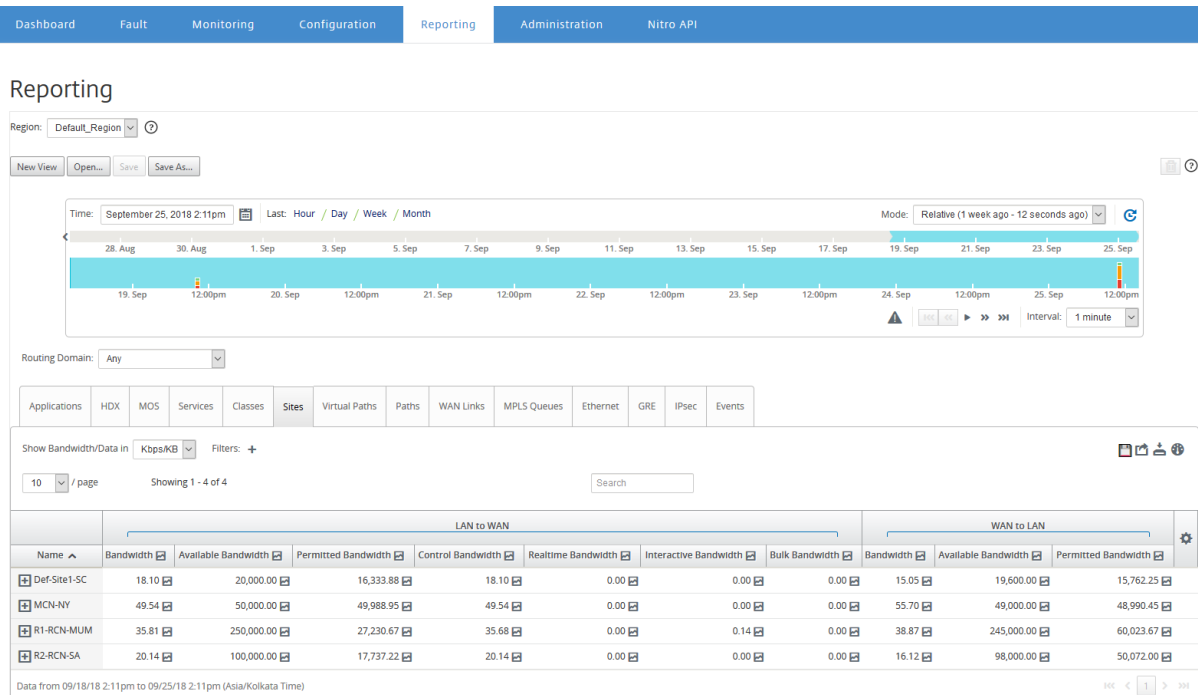 Dashboard Fault Monitoring Configuration Reporting Administration Nitro API
Reporting
Region: Default_Region ?
New View Open... Save Save As... ?
Time: September 25, 2018 2:11pm Last: Hour / Day / Week / Month Mode: Relative (1 week ago - 12 seconds ago)
28. Aug 30. Aug 1. Sep 3. Sep 5. Sep 7. Sep 9. Sep 11. Sep 13. Sep 15. Sep 17. Sep 19. Sep 21. Sep 23. Sep 25. Sep
19. Sep 12:00pm 20. Sep 12:00pm 21. Sep 12:00pm 22. Sep 12:00pm 23. Sep 12:00pm 24. Sep 12:00pm 25. Sep 12:00pm
Interval: 1 minute
Routing Domain: Any
Applications HDX MOS Services Classes Sites Virtual Paths Paths WAN Links MPLS Queues Ethernet GRE IPsec Events
Show Bandwidth/Data in Kbps/KB Filters: +
10 / page Showing 1 - 4 of 4 Search
LAN to WAN WAN to LAN
Name Bandwidth Available Bandwidth Permitted Bandwidth Control Bandwidth Realtime Bandwidth Interactive Bandwidth Bulk Bandwidth Bandwidth Available Bandwidth Permitted Bandwidth
Def-Site1-SC 18.10 20,000.00 16,333.88 18.10 0.00 0.00 0.00 15.05 19,600.00 15,762.25
MCN-NY 49.54 50,000.00 49,988.95 49.54 0.00 0.00 0.00 55.70 49,000.00 48,990.45
R1-RCN-MUM 35.81 250,000.00 27,230.67 35.68 0.00 0.14 0.00 38.87 245,000.00 60,023.67
R2-RCN-SA 20.14 100,000.00 17,737.22 20.14 0.00 0.00 0.00 16.12 98,000.00 50,072.00
Data from 09/18/18 2:11pm to 09/25/18 2:11pm (Asia/Kolkata Time) 1